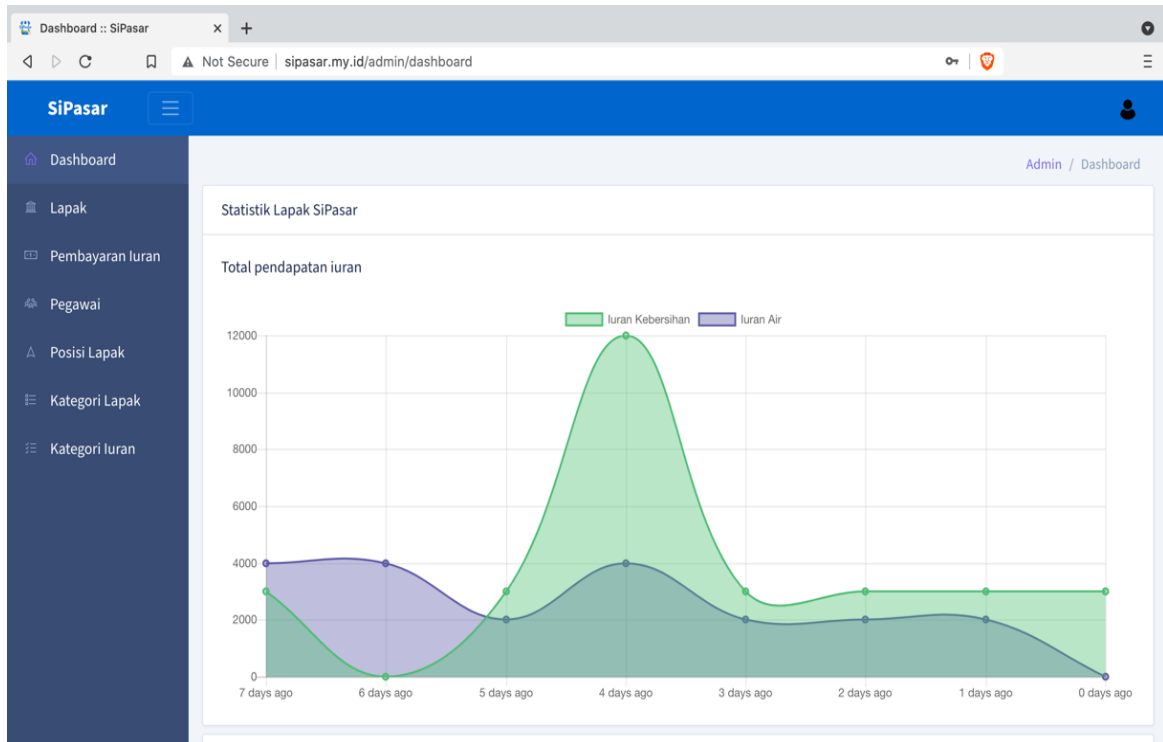 Dashboard :: SiPasar
Not Secure sipasar.my.id/admin/dashboard
SiPasar
Dashboard
Admin / Dashboard
Lapak
Pembayaran Iuran
Pegawai
Posisi Lapak
Kategori Lapak
Kategori Iuran
Statistik Lapak SiPasar
Total pendapatan iuran
Iuran Kebersihan Iuran Air
12000
10000
8000
6000
4000
2000
0
7 days ago 6 days ago 5 days ago 4 days ago 3 days ago 2 days ago 1 days ago 0 days ago